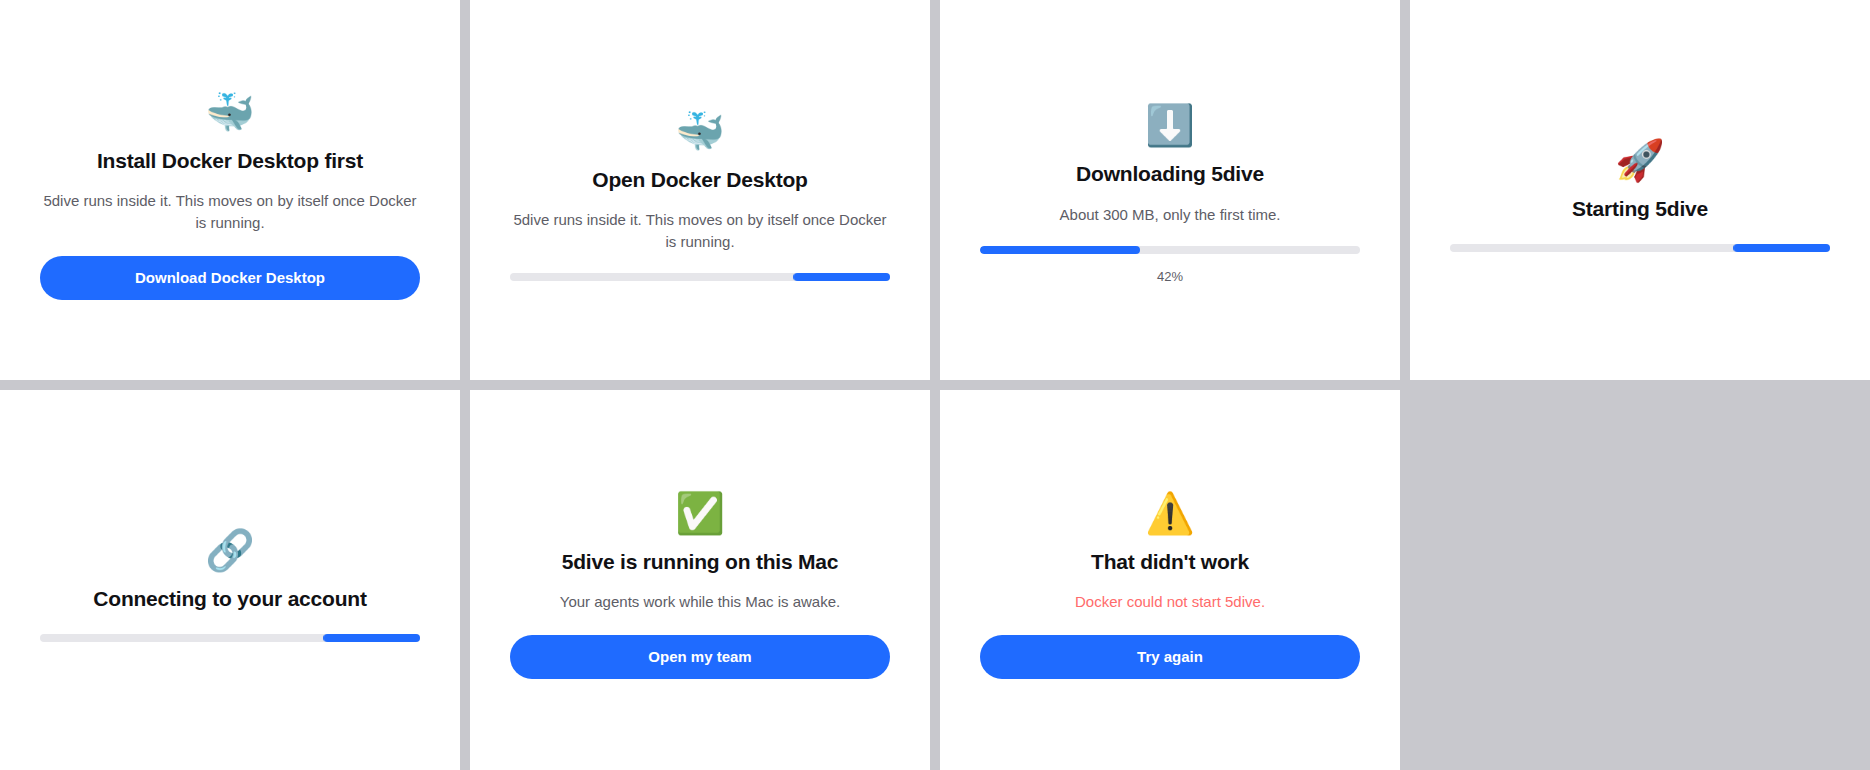 Install Docker Desktop first
5dive runs inside it. This moves on by itself once Docker
is running.
Download Docker Desktop
Open Docker Desktop
5dive runs inside it. This moves on by itself once Docker
is running.
Downloading 5dive
About 300 MB, only the first time.
42%
Starting 5dive
Connecting to your account
5dive is running on this Mac
Your agents work while this Mac is awake.
Open my team
That didn't work
Docker could not start 5dive.
Try again